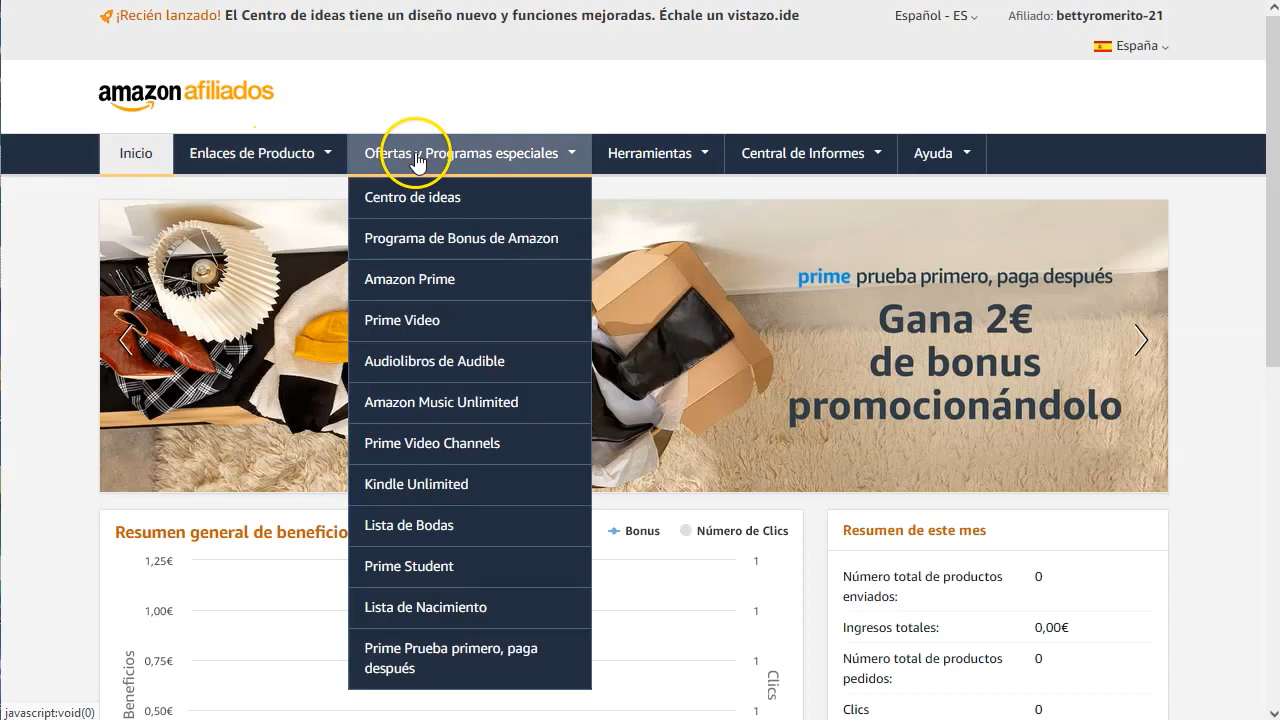 ¡Recién lanzado! El Centro de ideas tiene un diseño nuevo y funciones mejoradas. Échale un vistazo.ide
Español - ES
Afiliado: bettyromerito-21
España
amazon afiliados
Inicio
Enlaces de Producto
Ofertas y Programas especiales
Herramientas
Central de Informes
Ayuda
Centro de ideas
Programa de Bonus de Amazon
Amazon Prime
Prime Video
Audiolibros de Audible
Amazon Music Unlimited
Prime Video Channels
Kindle Unlimited
Lista de Bodas
Prime Student
Lista de Nacimiento
Prime Prueba primero, paga
después
prime prueba primero, paga después
Gana 2€
de bonus
promocionándolo
Resumen general de beneficio
Bonus
Número de Clics
1,25€
1,00€
0,75€
0,50€
Beneficios
1
1
1
1
Clics
Resumen de este mes
Número total de productos
enviados:
0
Ingresos totales:
0,00€
Número total de productos
pedidos:
0
Clics
0
javascript:void(0)